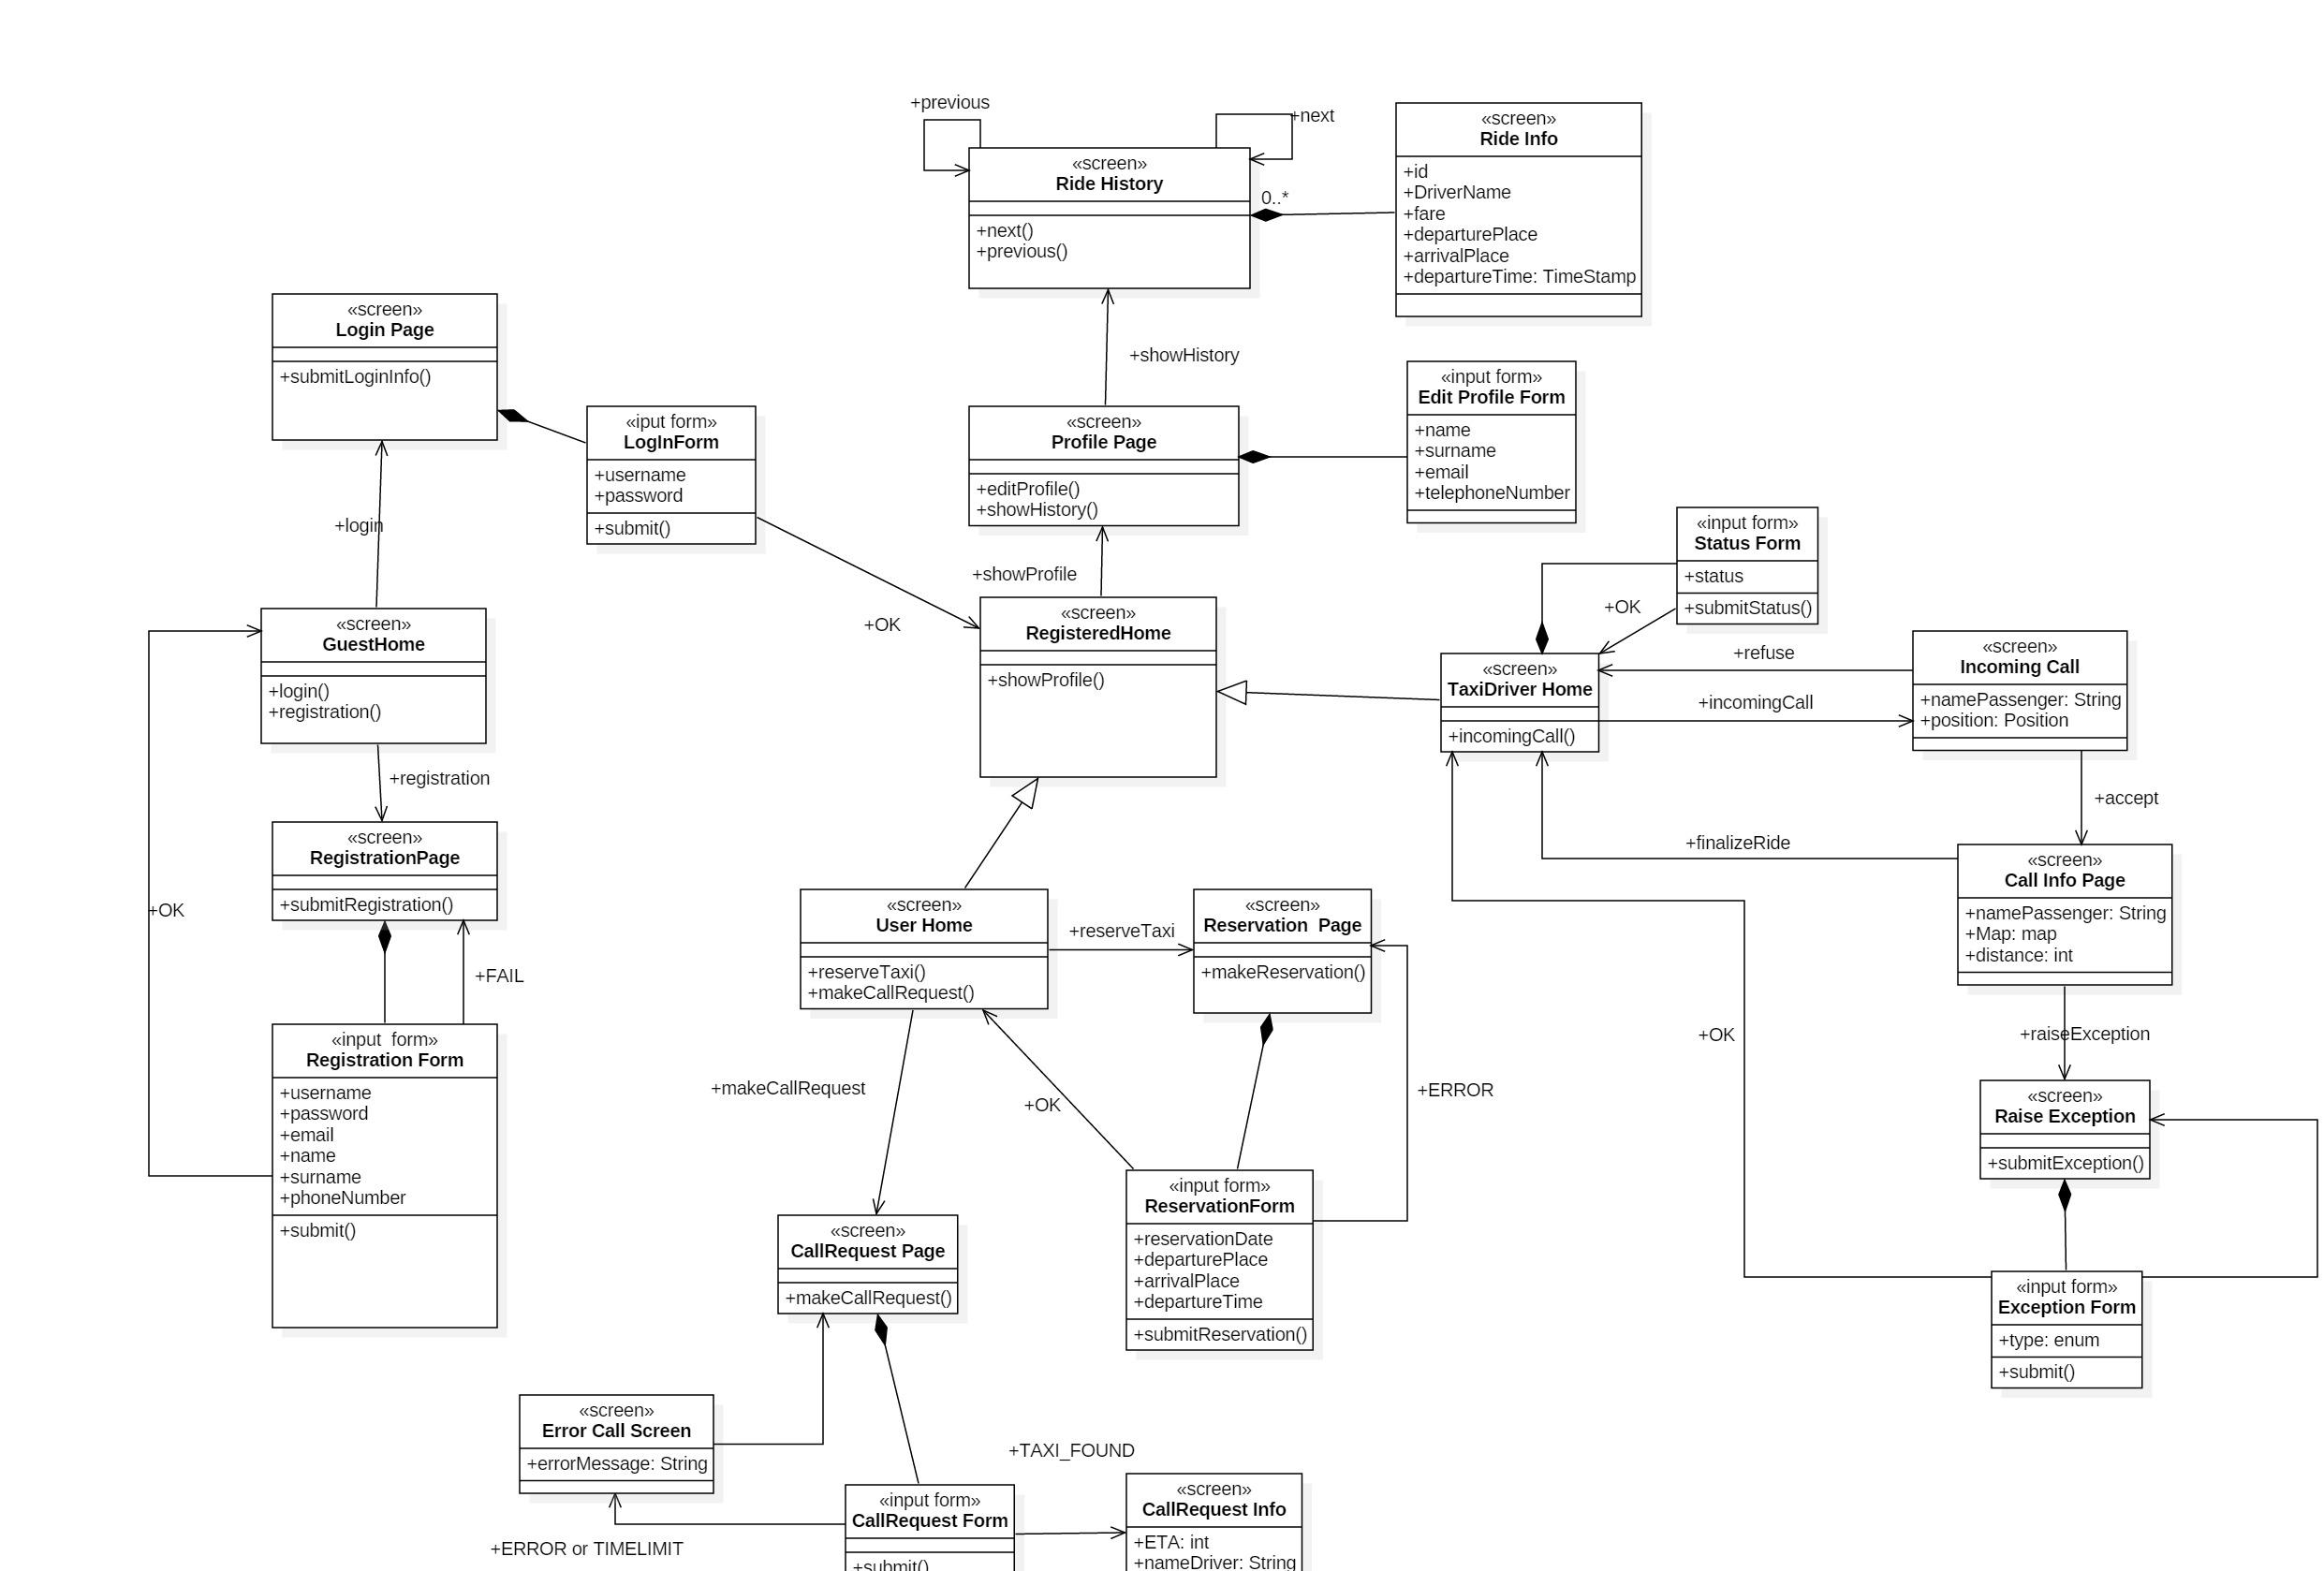 +previous
+next
«screen»
Ride History
0..*
+next()
+previous()
«screen»
Ride Info
+id
+DriverName
+fare
+departurePlace
+arrivalPlace
+departureTime: TimeStamp
«screen»
Login Page
+submitLoginInfo()
+showHistory
«iput form»
LogInForm
+username
+password
+submit()
«screen»
Profile Page
+editProfile()
+showHistory()
«input form»
Edit Profile Form
+name
+surname
+email
+telephoneNumber
+login
+showProfile
+OK
«input form»
Status Form
+status
+submitStatus()
+OK
«screen»
GuestHome
+login()
+registration()
«screen»
RegisteredHome
+showProfile()
«screen»
TaxiDriver Home
+incomingCall()
+refuse
+incomingCall
«screen»
Incoming Call
+namePassenger: String
+position: Position
+registration
+accept
+finalizeRide
«screen»
RegistrationPage
+submitRegistration()
+OK
+FAIL
«screen»
User Home
+reserveTaxi()
+makeCallRequest()
+reserveTaxi
«screen»
Reservation  Page
+makeReservation()
«screen»
Call Info Page
+namePassenger: String
+Map: map
+distance: int
«input  form»
Registration Form
+username
+password
+email
+name
+surname
+phoneNumber
+submit()
+makeCallRequest
+OK
+ERROR
+OK
+raiseException
«screen»
Raise Exception
+submitException()
«input form»
ReservationForm
+reservationDate
+departurePlace
+arrivalPlace
+departureTime
+submitReservation()
«screen»
CallRequest Page
+makeCallRequest()
«input form»
Exception Form
+type: enum
+submit()
«screen»
Error Call Screen
+errorMessage: String
+TAXI_FOUND
+ERROR or TIMELIMIT
«input form»
CallRequest Form
+submit()
«screen»
CallRequest Info
+ETA: int
+nameDriver: String